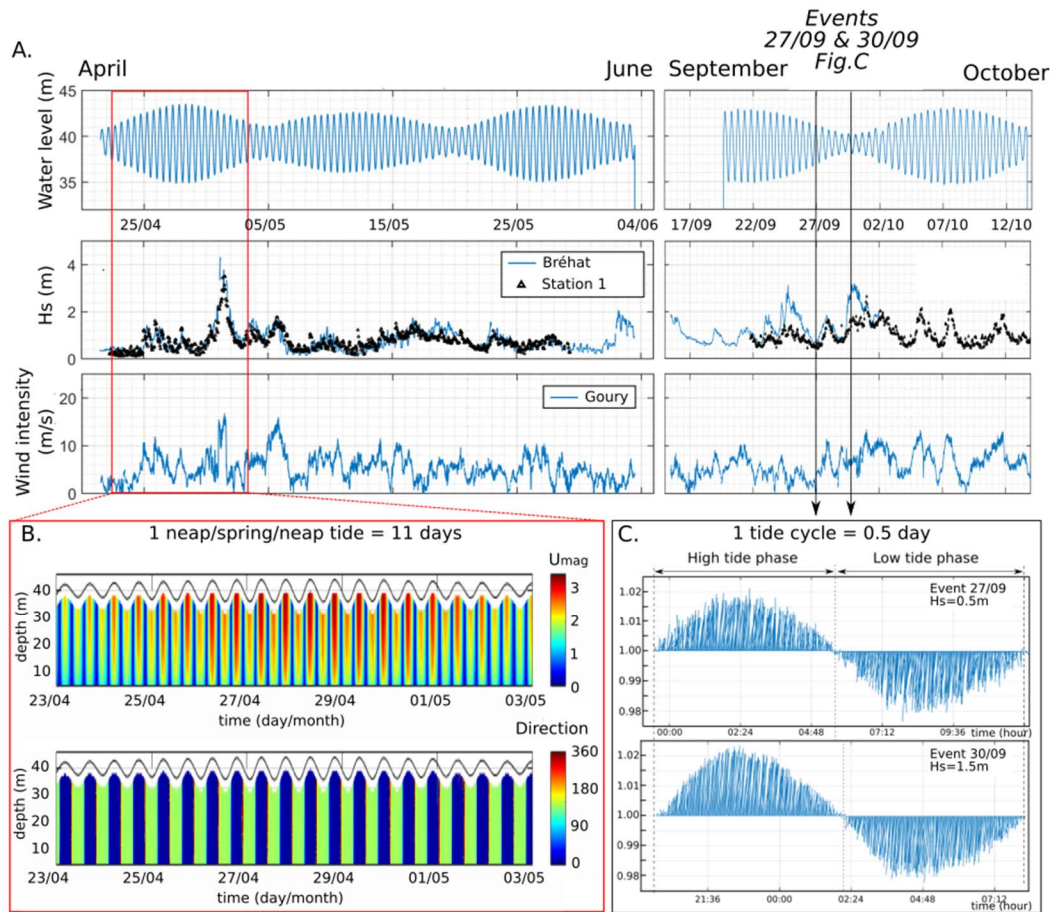 Events
27/09 & 30/09
Fig.C
A.
April
June
September
October
Water level (m)
45
40
35
25/04
05/05
15/05
25/05
04/06
17/09
22/09
27/09
02/10
07/10
12/10
Hs (m)
4
2
0
Bréhat
Station 1
Wind intensity
(m/s)
20
10
0
Goury
B.
1 neap/spring/neap tide = 11 days
Umag
depth (m)
40
30
20
10
3
2
1
0
23/04
25/04
27/04
29/04
01/05
03/05
time (day/month)
Direction
depth (m)
40
30
20
10
360
270
180
90
0
23/04
25/04
27/04
29/04
01/05
03/05
time (day/month)
C.
1 tide cycle = 0.5 day
High tide phase
Low tide phase
Event 27/09
Hs=0.5m
1.02
1.01
1.00
0.99
0.98
00:00
02:24
04:48
07:12
09:36
time (hour)
Event 30/09
Hs=1.5m
1.02
1.00
0.98
21:36
00:00
02:24
04:48
07:12
time (hour)